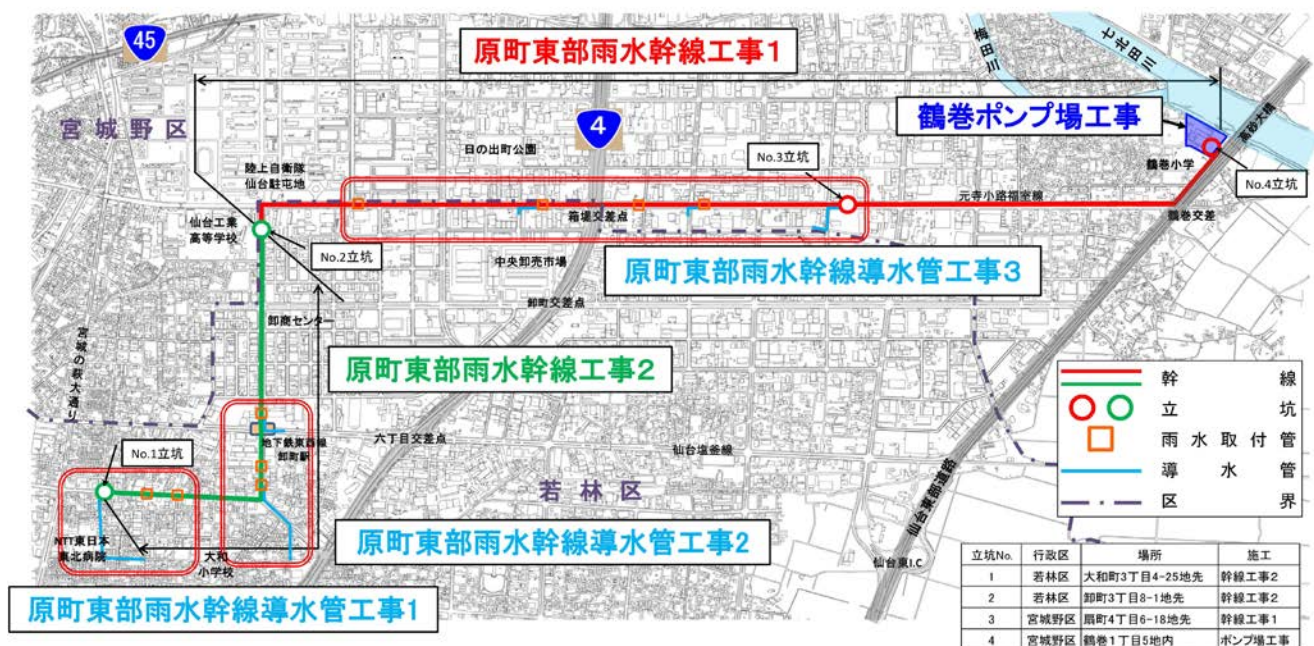 45
原町東部雨水幹線工事1
三田海
七北田川
宮城野区
4
鶴巻ポンプ場工事
高砂大橋
日の出町公園
No.3立坑
鶴巻小学
陸上自衛隊
仙台駐屯地
No.4立坑
元寺小路福室線
仙台工業
高等学校
箱堤交差点
鶴巻交差
No.2立坑
中央卸売市場
原町東部雨水幹線導水管工事3
卸町交差点
卸商センター
宮城の萩大通り
原町東部雨水幹線工事2
幹線
立坑
雨水取付管
導水管
区界
地下鉄東西線
卸町駅
六丁目交差点
仙台塩釜線
No.1立坑
若林区
仙台東部道路
NTT東日本
東北病院
大和
小学校
原町東部雨水幹線導水管工事2
仙台東I.C
原町東部雨水幹線導水管工事1
立坑No. 行政区 場所 施工
1 若林区 大和町3丁目4-25地先 幹線工事2
2 若林区 卸町3丁目8-1地先 幹線工事2
3 宮城野区 扇町4丁目6-18地先 幹線工事1
4 宮城野区 鶴巻1丁目5地内 ポンプ場工事